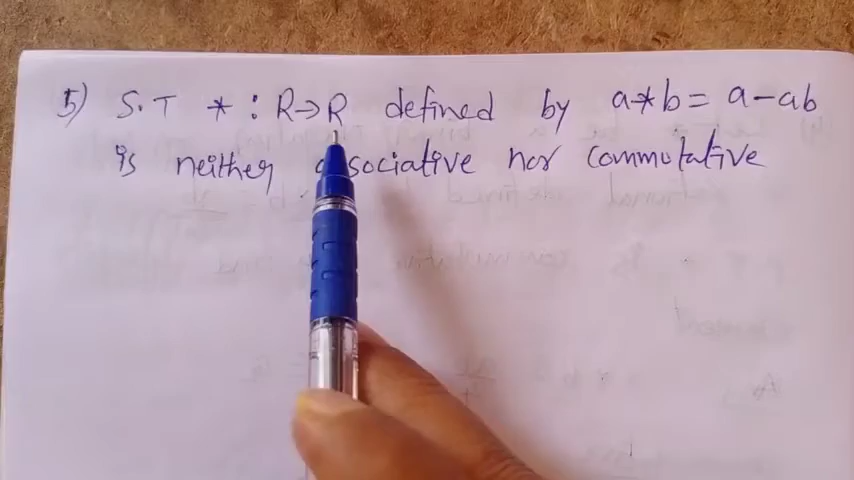 5) S.T * : R→R defined by a*b = a-ab
is neither associative nor commutative